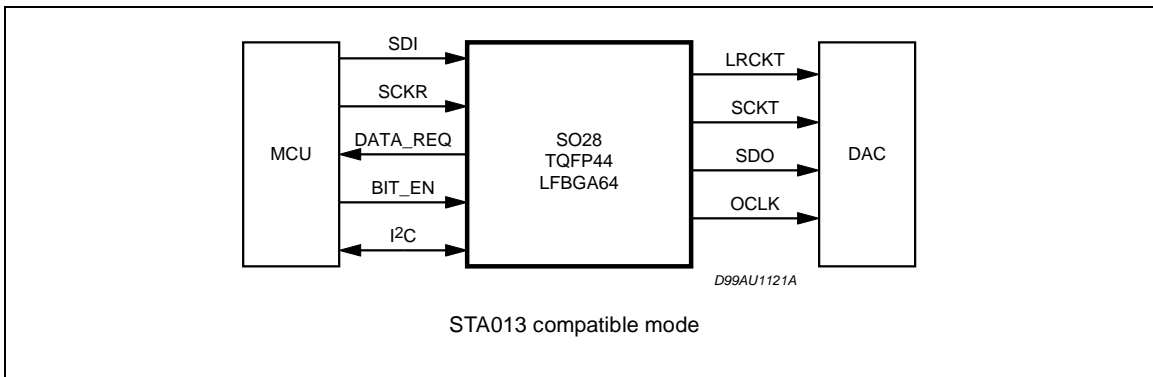 MCU
SDI
SCKR
DATA_REQ
BIT_EN
I²C
SO28
TQFP44
LFBGA64
LRCKT
SCKT
SDO
OCLK
DAC
D99AU1121A
STA013 compatible mode